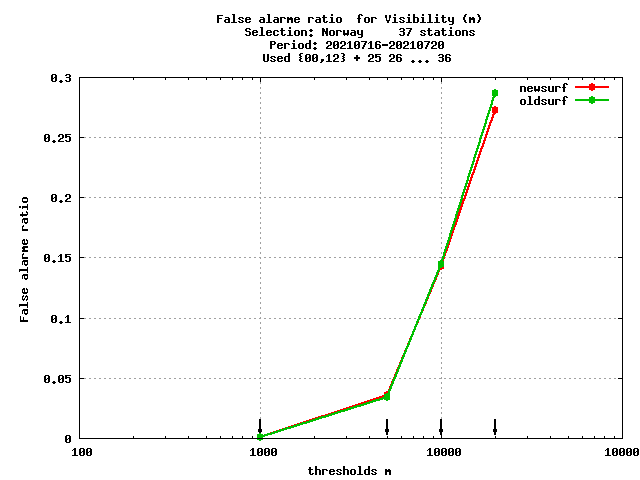 False alarme ratio  for Visibility (m)
Selection: Norway     37 stations
Period: 20210716-20210720
Used {00,12} + 25 26 ... 36
newsurf
oldsurf
0.3
0.25
0.2
0.15
0.1
0.05
0
False alarme ratio
100
1000
10000
10000
thresholds m